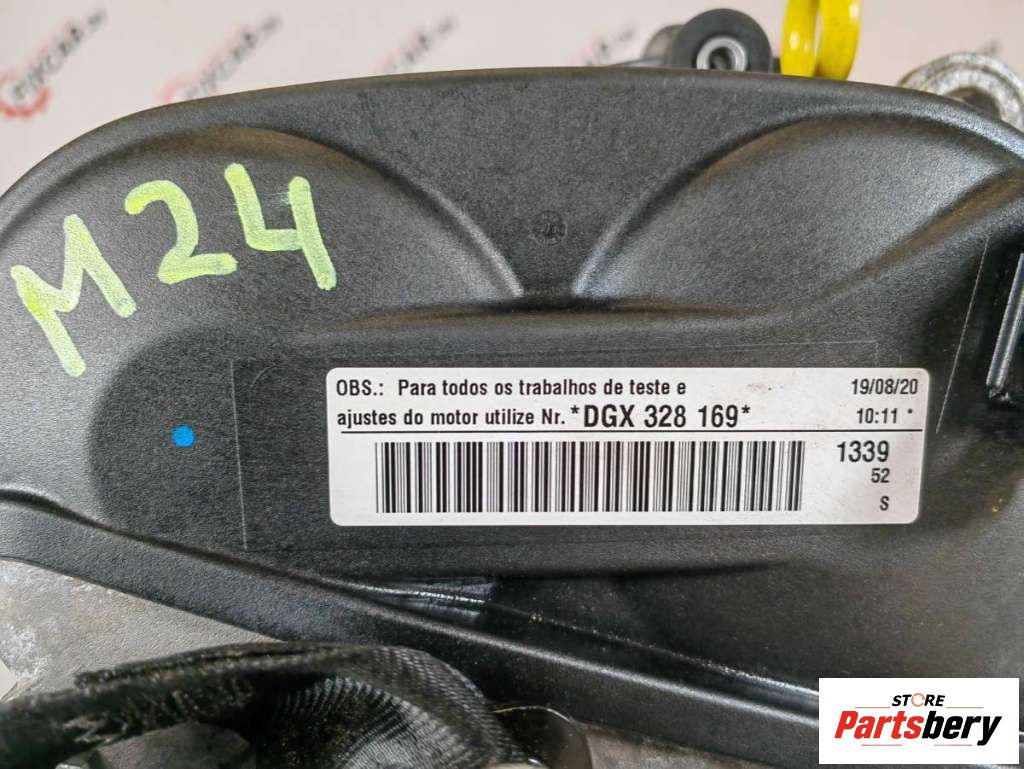 M24
OBS.: Para todos os trabalhos de teste e 19/08/20
ajustes do motor utilize Nr. *DGX 328 169* 10:11 *
1339
52
S
STORE
Partsbery